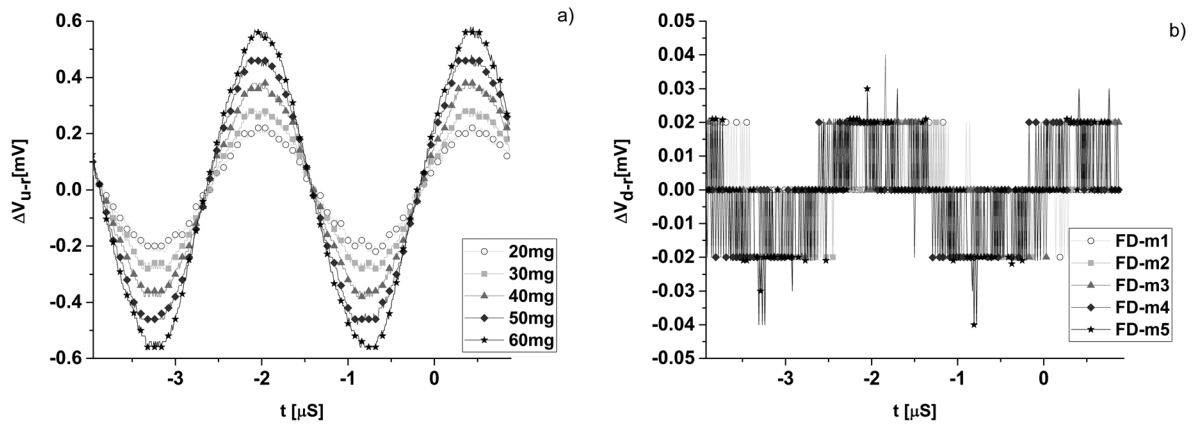 a)
0.6
0.4
0.2
0.0
-0.2
-0.4
-0.6
ΔVu-r[mV]
-3
-2
-1
0
t [µS]
20mg
30mg
40mg
50mg
60mg
b)
0.05
0.04
0.03
0.02
0.01
0.00
-0.01
-0.02
-0.03
-0.04
-0.05
ΔVd-r[mV]
-3
-2
-1
0
t [µS]
FD-m1
FD-m2
FD-m3
FD-m4
FD-m5